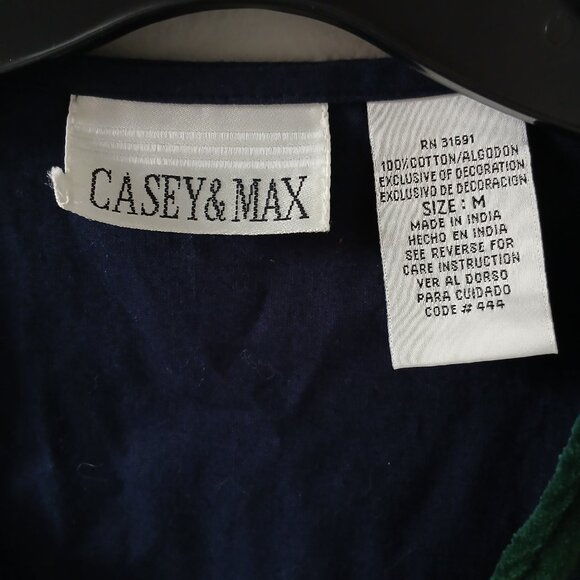 CASEY & MAX
RN 31591
100% COTTON/ALGODON
EXCLUSIVE OF DECORATION
EXCLUSIVO DE DECORACION
SIZE : M
MADE IN INDIA
HECHO EN INDIA
SEE REVERSE FOR
CARE INSTRUCTION
VER AL DORSO
PARA CUIDADO
CODE # 444